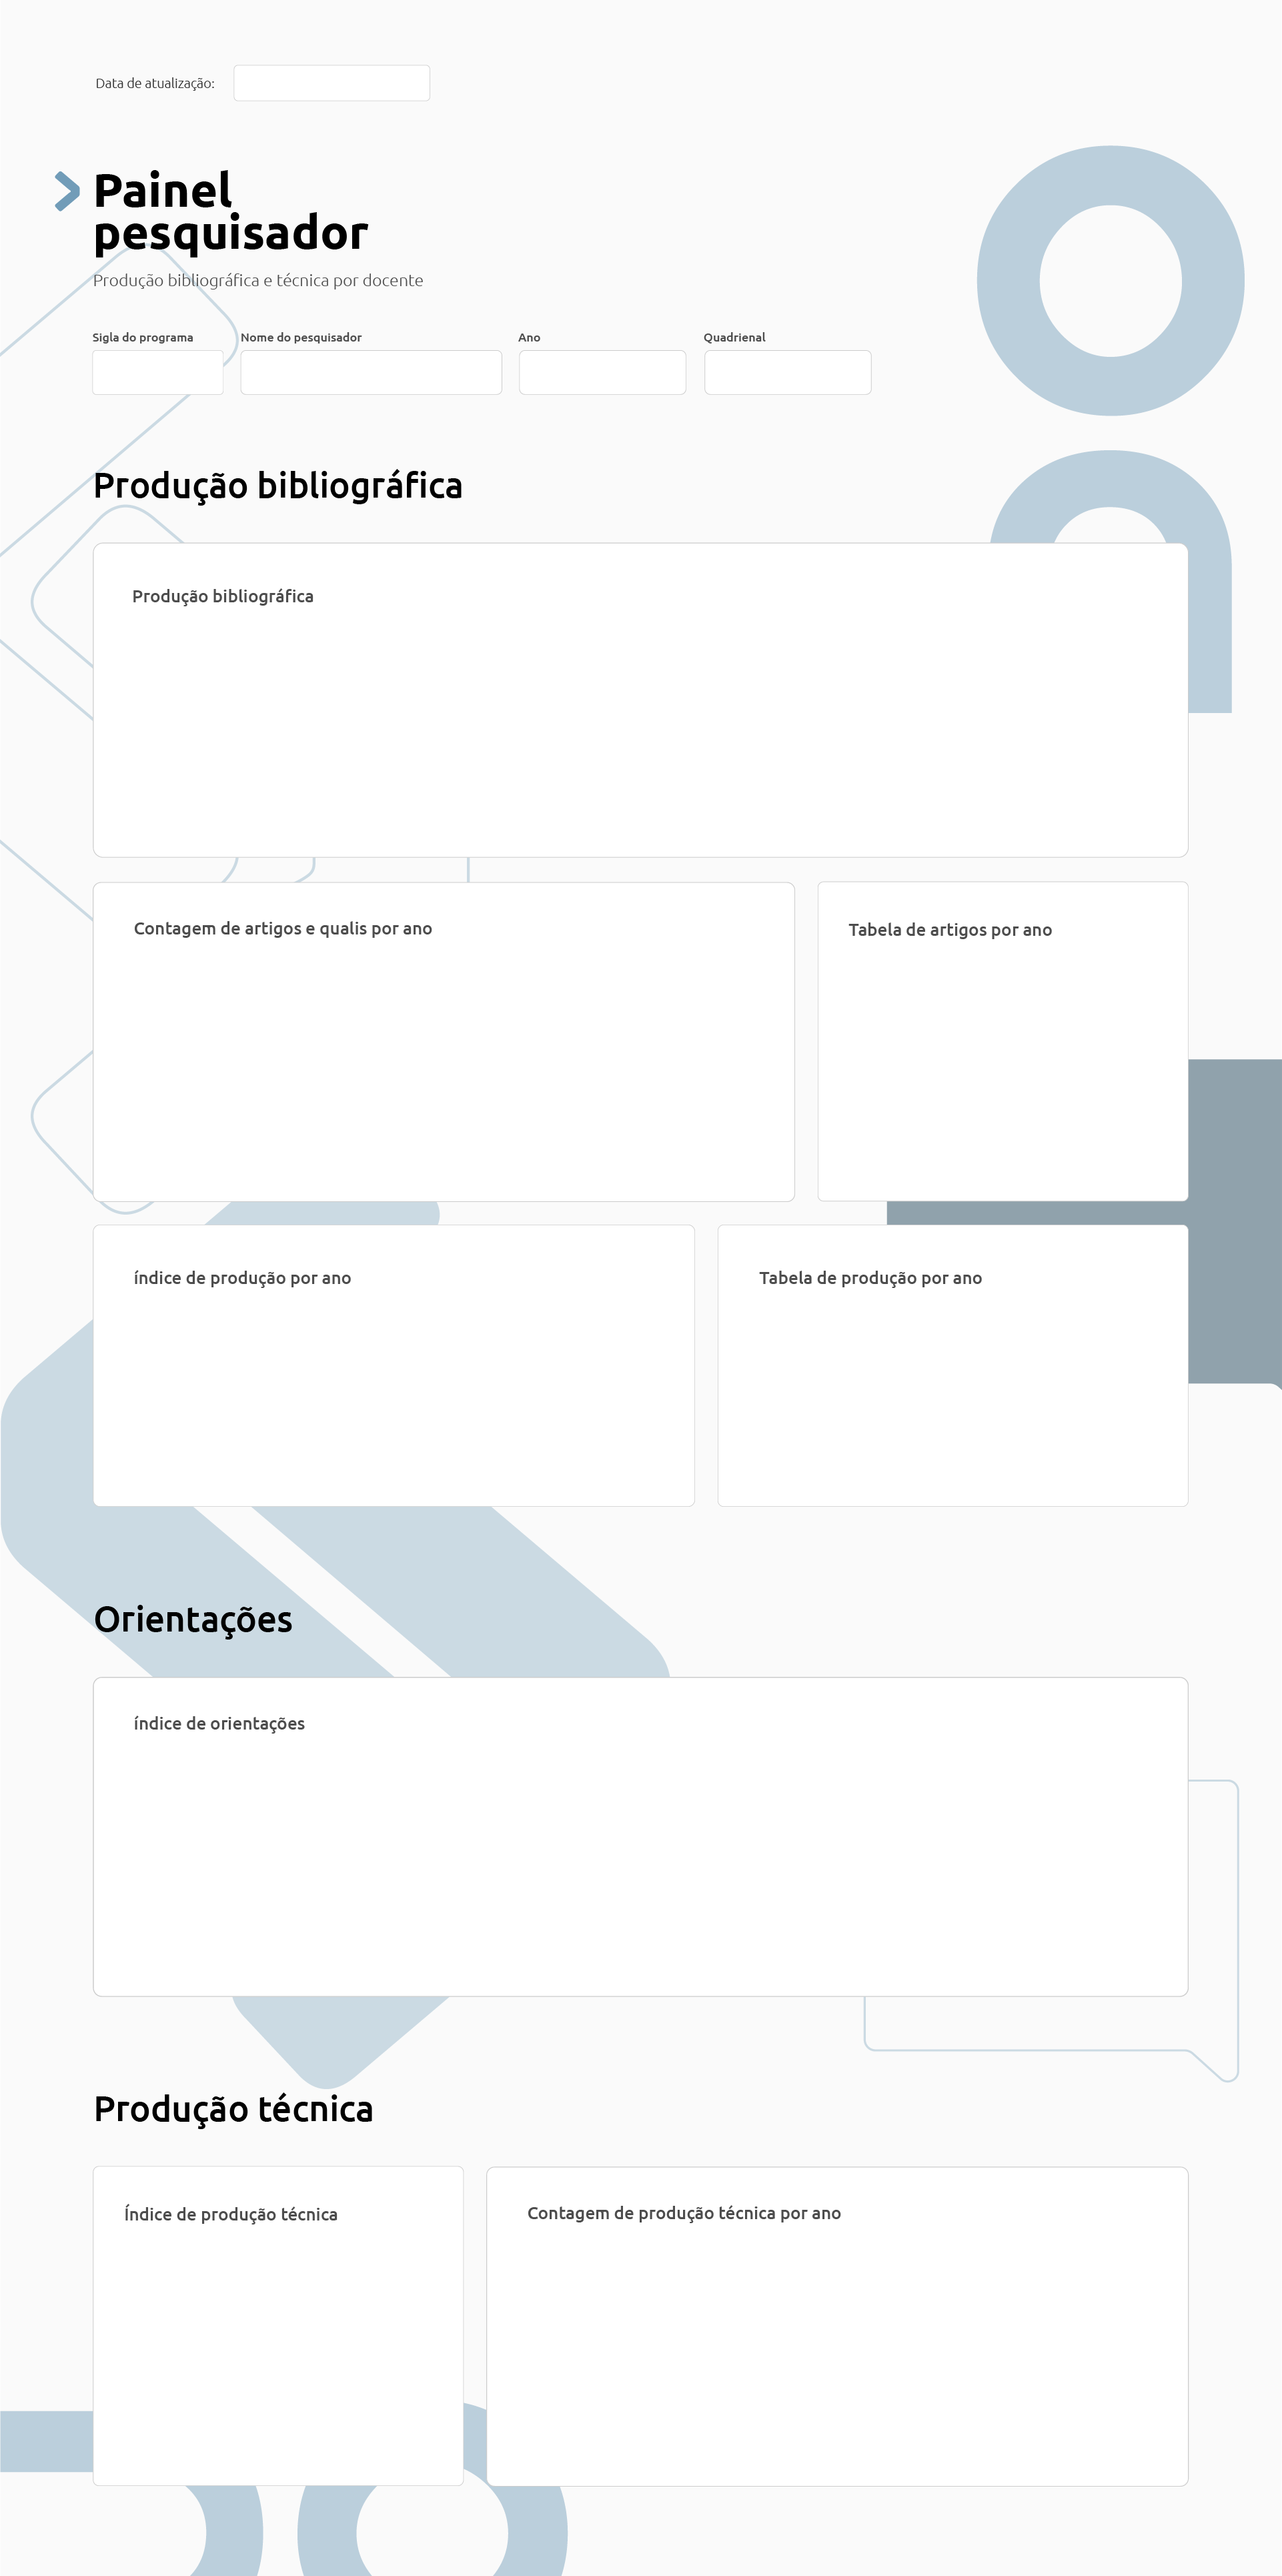 Data de atualização:
Painel
pesquisador
Produção bibliográfica e técnica por docente
Sigla do programa
Nome do pesquisador
Ano
Quadrienal
Produção bibliográfica
Produção bibliográfica
Contagem de artigos e qualis por ano
Tabela de artigos por ano
índice de produção por ano
Tabela de produção por ano
Orientações
índice de orientações
Produção técnica
Índice de produção técnica
Contagem de produção técnica por ano